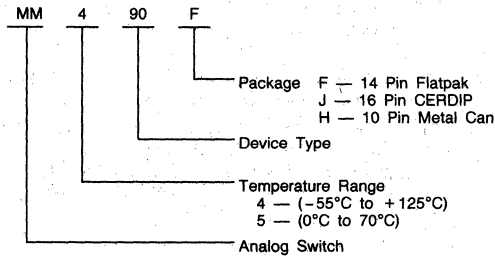 MM 4 90 F
Package F — 14 Pin Flatpak
J — 16 Pin CERDIP
H — 10 Pin Metal Can
Device Type
Temperature Range
4 — (-55°C to +125°C)
5 — (0°C to 70°C)
Analog Switch